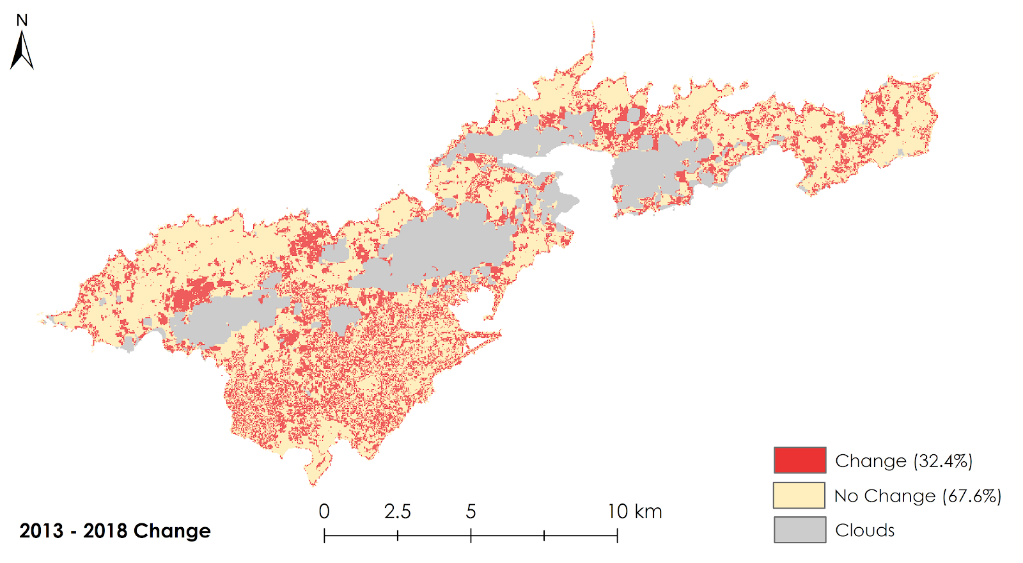 N
Change (32.4%)
No Change (67.6%)
Clouds
0 2.5 5 10 km
2013 - 2018 Change